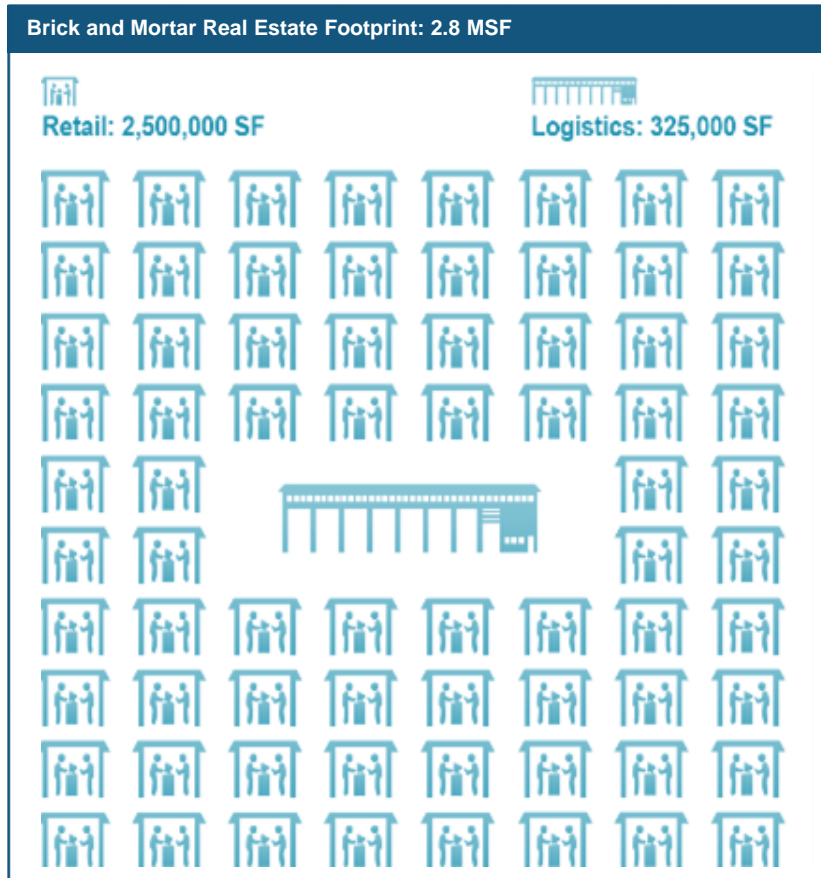 Brick and Mortar Real Estate Footprint: 2.8 MSF
Retail: 2,500,000 SF
Logistics: 325,000 SF